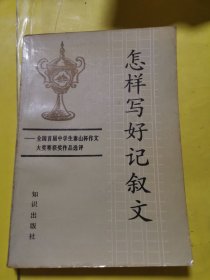 怎样写好记叙文
——全国首届中学生泰山杯作文
大奖赛获奖作品选评
知识出版社